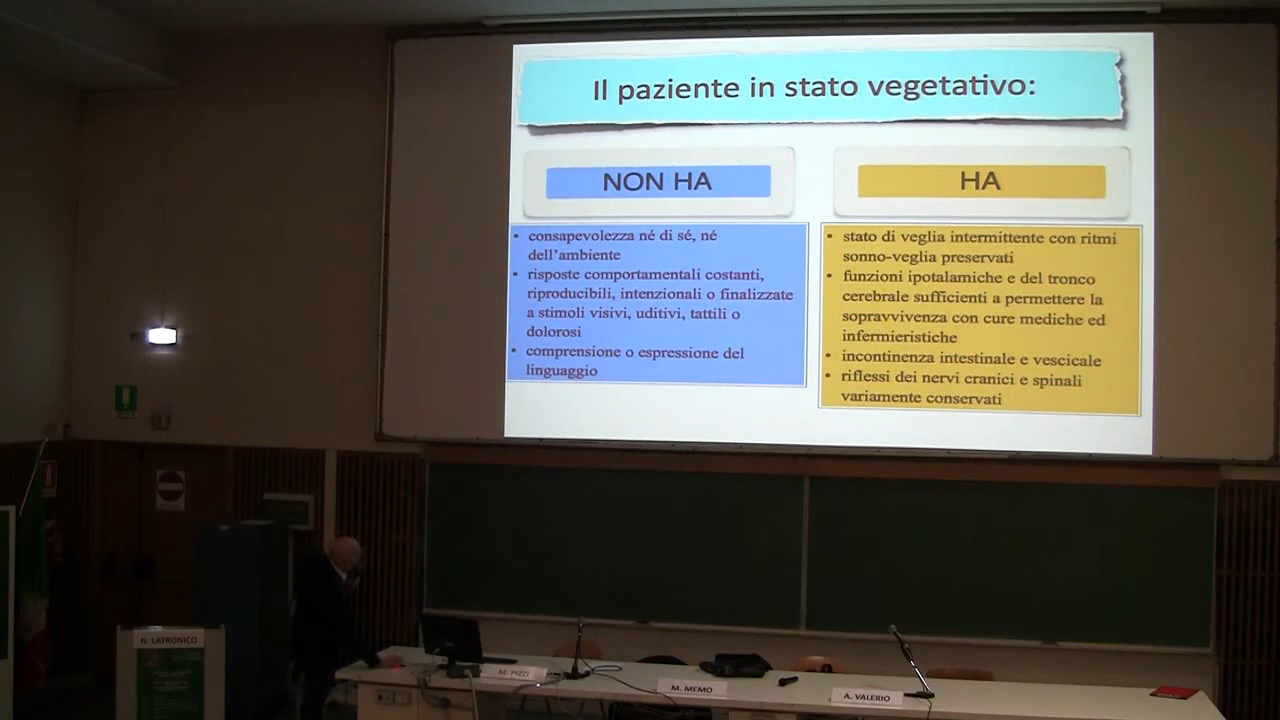 Il paziente in stato vegetativo:
NON HA
• consapevolezza né di sé, né
dell'ambiente
• risposte comportamentali costanti,
riproducibili, intenzionali o finalizzate
a stimoli visivi, uditivi, tattili o
dolorosi
• comprensione o espressione del
linguaggio
HA
• stato di veglia intermittente con ritmi
sonno-veglia preservati
• funzioni ipotalamiche e del tronco
cerebrale sufficienti a permettere la
sopravvivenza con cure mediche ed
infermieristiche
• incontinenza intestinale e vescicale
• riflessi dei nervi cranici e spinali
variamente conservati
N. LATRONICO
M. PIZZI
M. MEMO
A. VALERIO